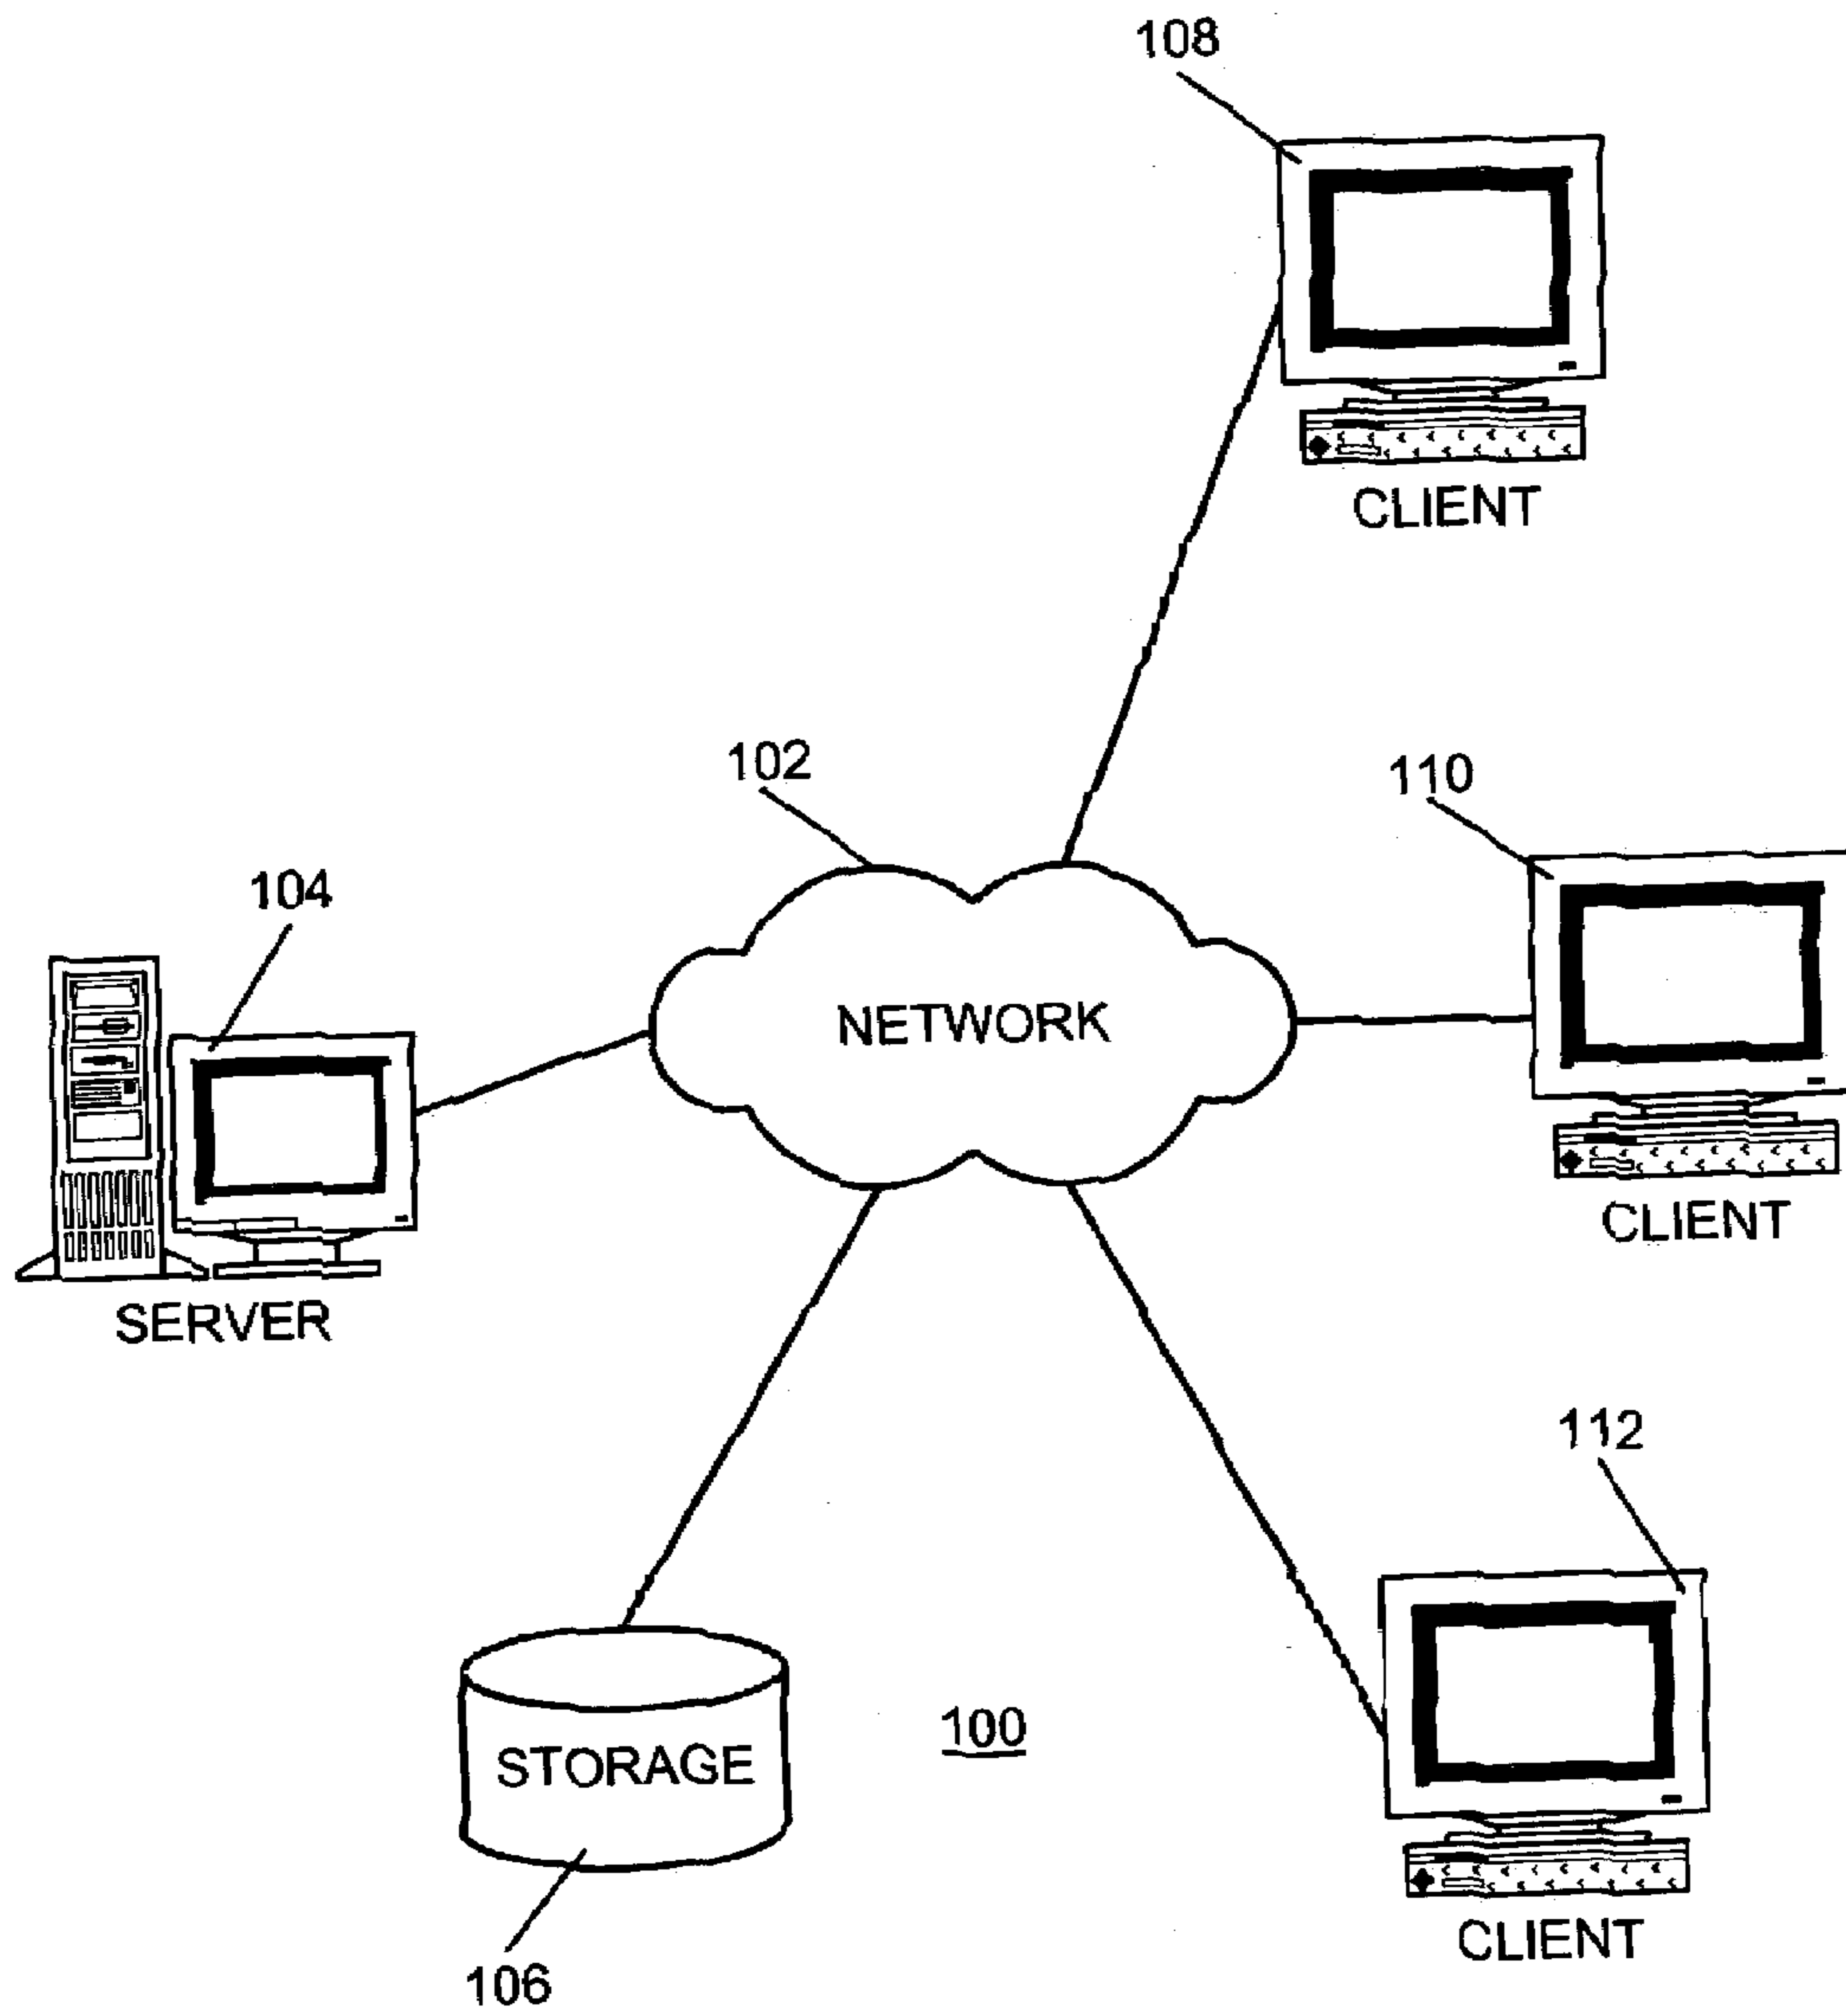 108
CLIENT
102
110
104
NETWORK
CLIENT
SERVER
112
STORAGE
100
106
CLIENT